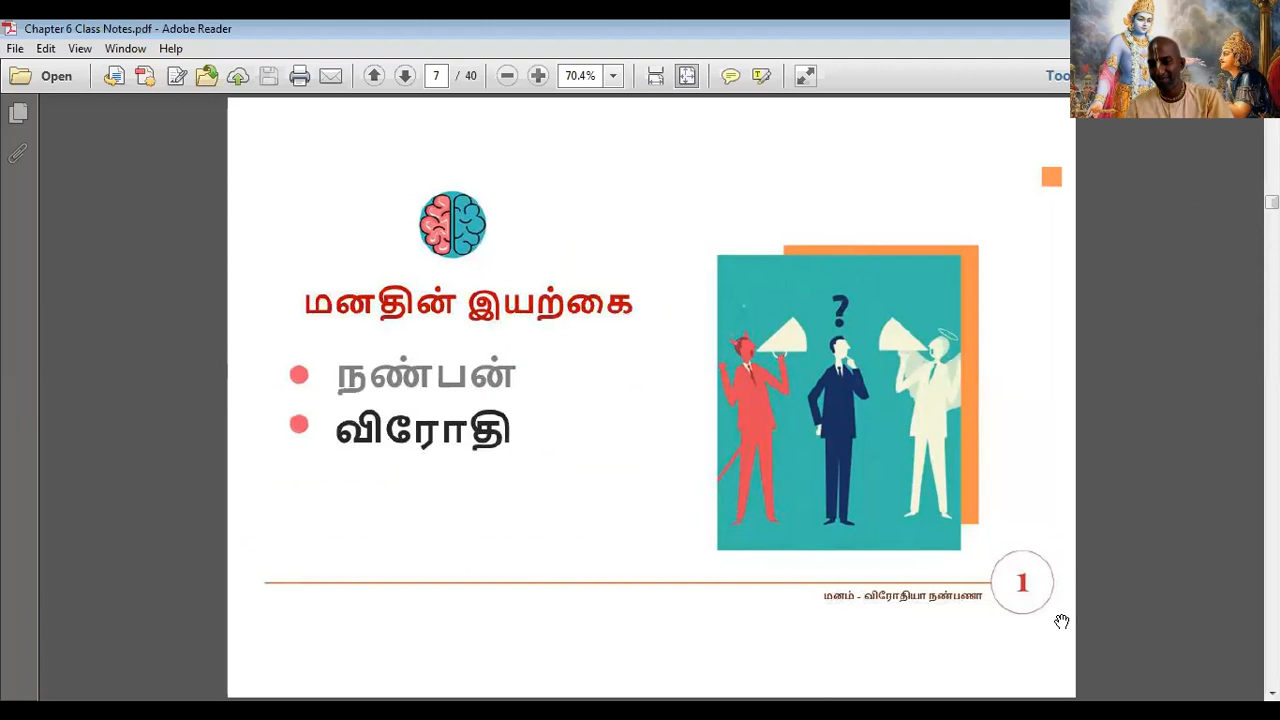 Chapter 6 Class Notes.pdf - Adobe Reader
File Edit View Window Help
Open 7 / 40 70.4% Too
மனதின் இயற்கை
நண்பன்
விரோதி
?
மனம் - விரோதியா நண்பணா
1